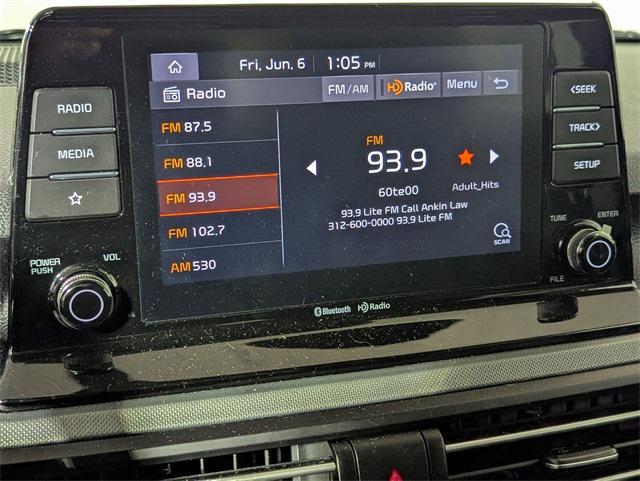 Fri, Jun. 6 1:05 PM
Radio FM/AM HD Radio Menu
FM 87.5
FM 88.1
FM 93.9
FM 102.7
AM 530
FM
93.9
60te00
Adult_Hits
93.9 Lite FM Call Ankin Law
312-600-0000 93.9 Lite FM
SCAN
RADIO
MEDIA
POWER
PUSH
VOL
<SEEK
TRACK>
SETUP
TUNE
ENTER
FILE
Bluetooth HD Radio